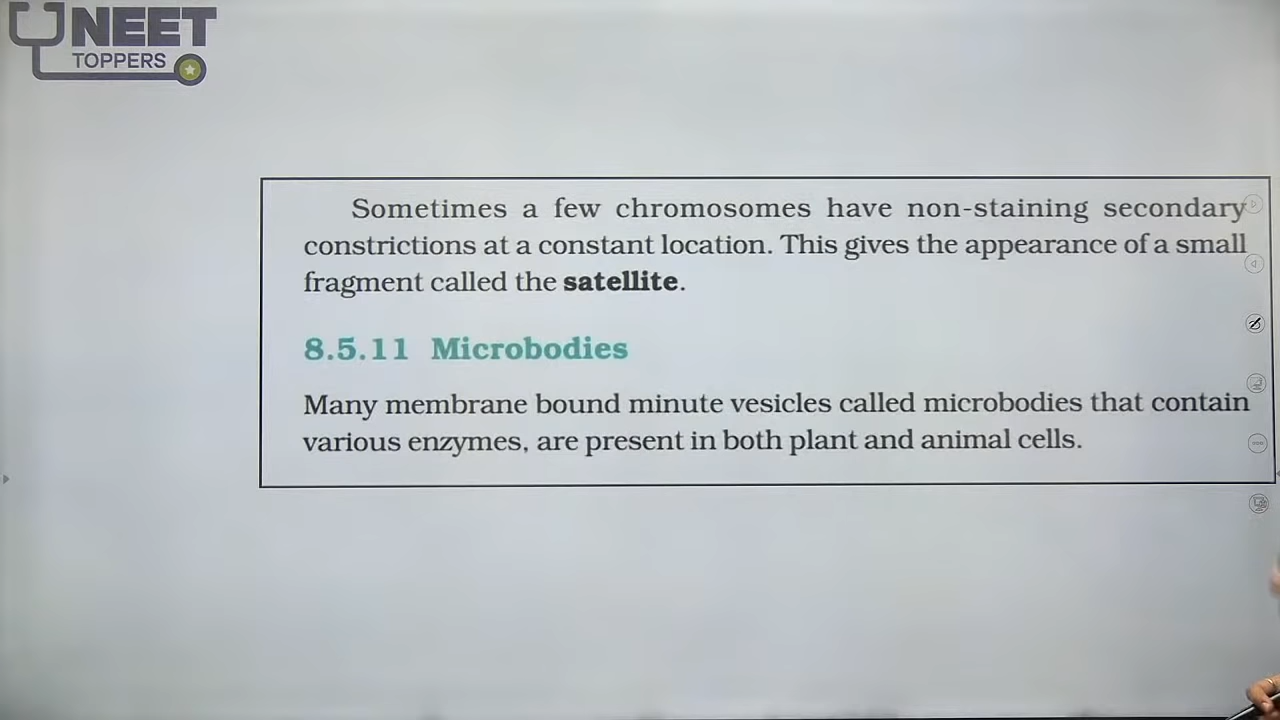 NEET
TOPPERS
Sometimes a few chromosomes have non-staining secondary
constrictions at a constant location. This gives the appearance of a small
fragment called the satellite.
8.5.11 Microbodies
Many membrane bound minute vesicles called microbodies that contain
various enzymes, are present in both plant and animal cells.